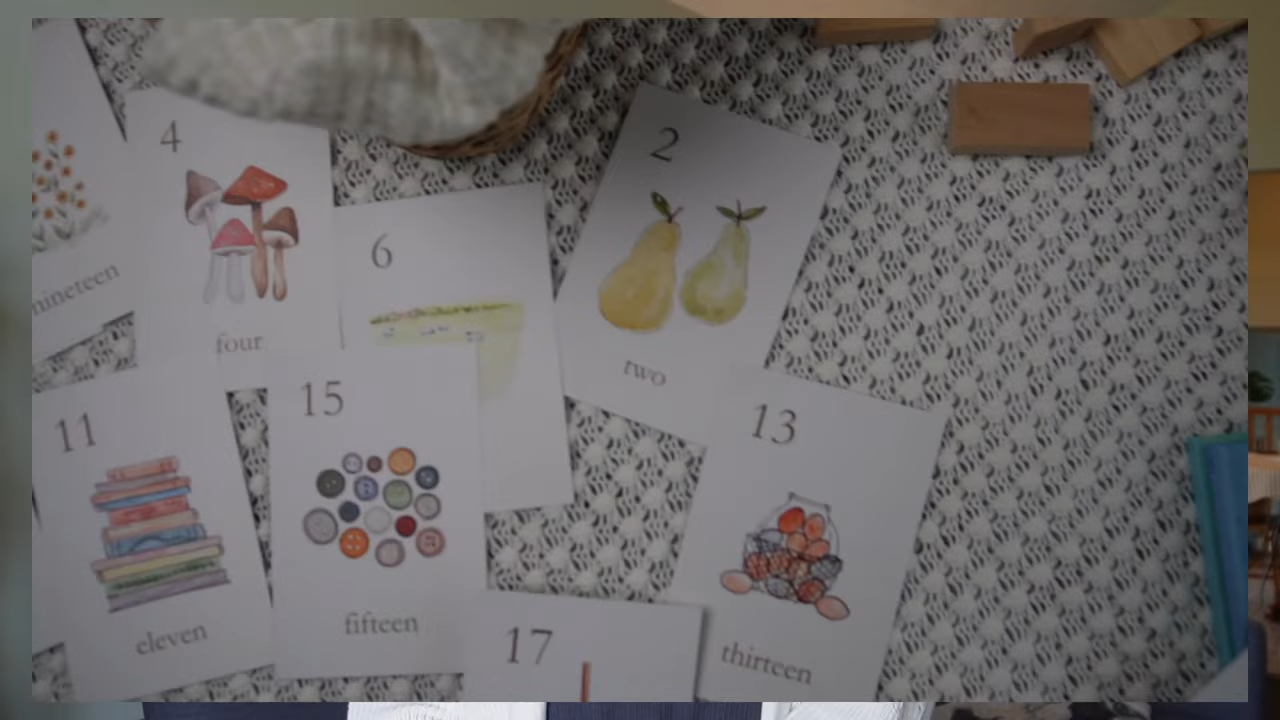 nineteen
4
four
6
2
two
11
eleven
15
fifteen
13
thirteen
17